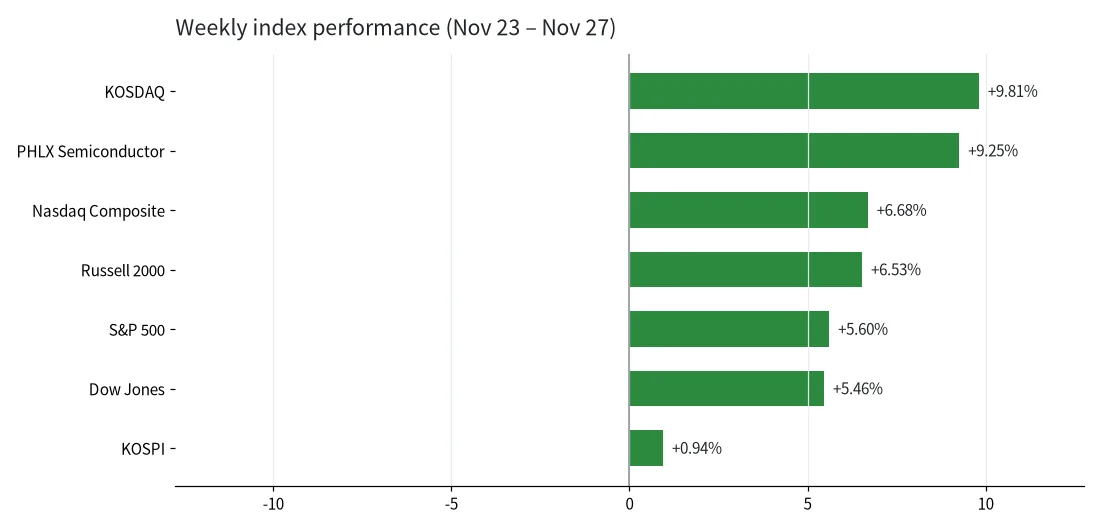 Weekly index performance (Nov 23 – Nov 27)
KOSDAQ +9.81%
PHLX Semiconductor +9.25%
Nasdaq Composite +6.68%
Russell 2000 +6.53%
S&P 500 +5.60%
Dow Jones +5.46%
KOSPI +0.94%
-10 -5 0 5 10